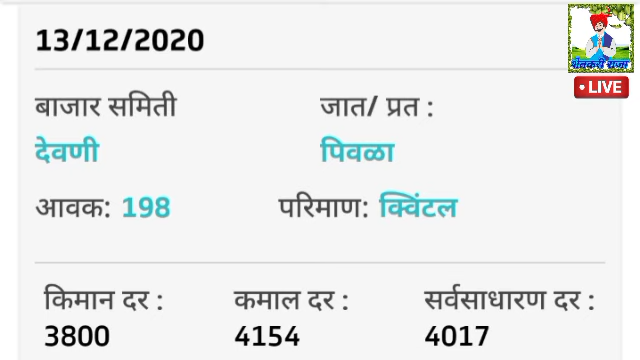 13/12/2020
शेतकरी राजा
LIVE
बाजार समिती जात/ प्रत :
देवणी पिवळा
आवक: 198 परिमाण: क्विंटल
किमान दर : कमाल दर : सर्वसाधारण दर :
3800 4154 4017